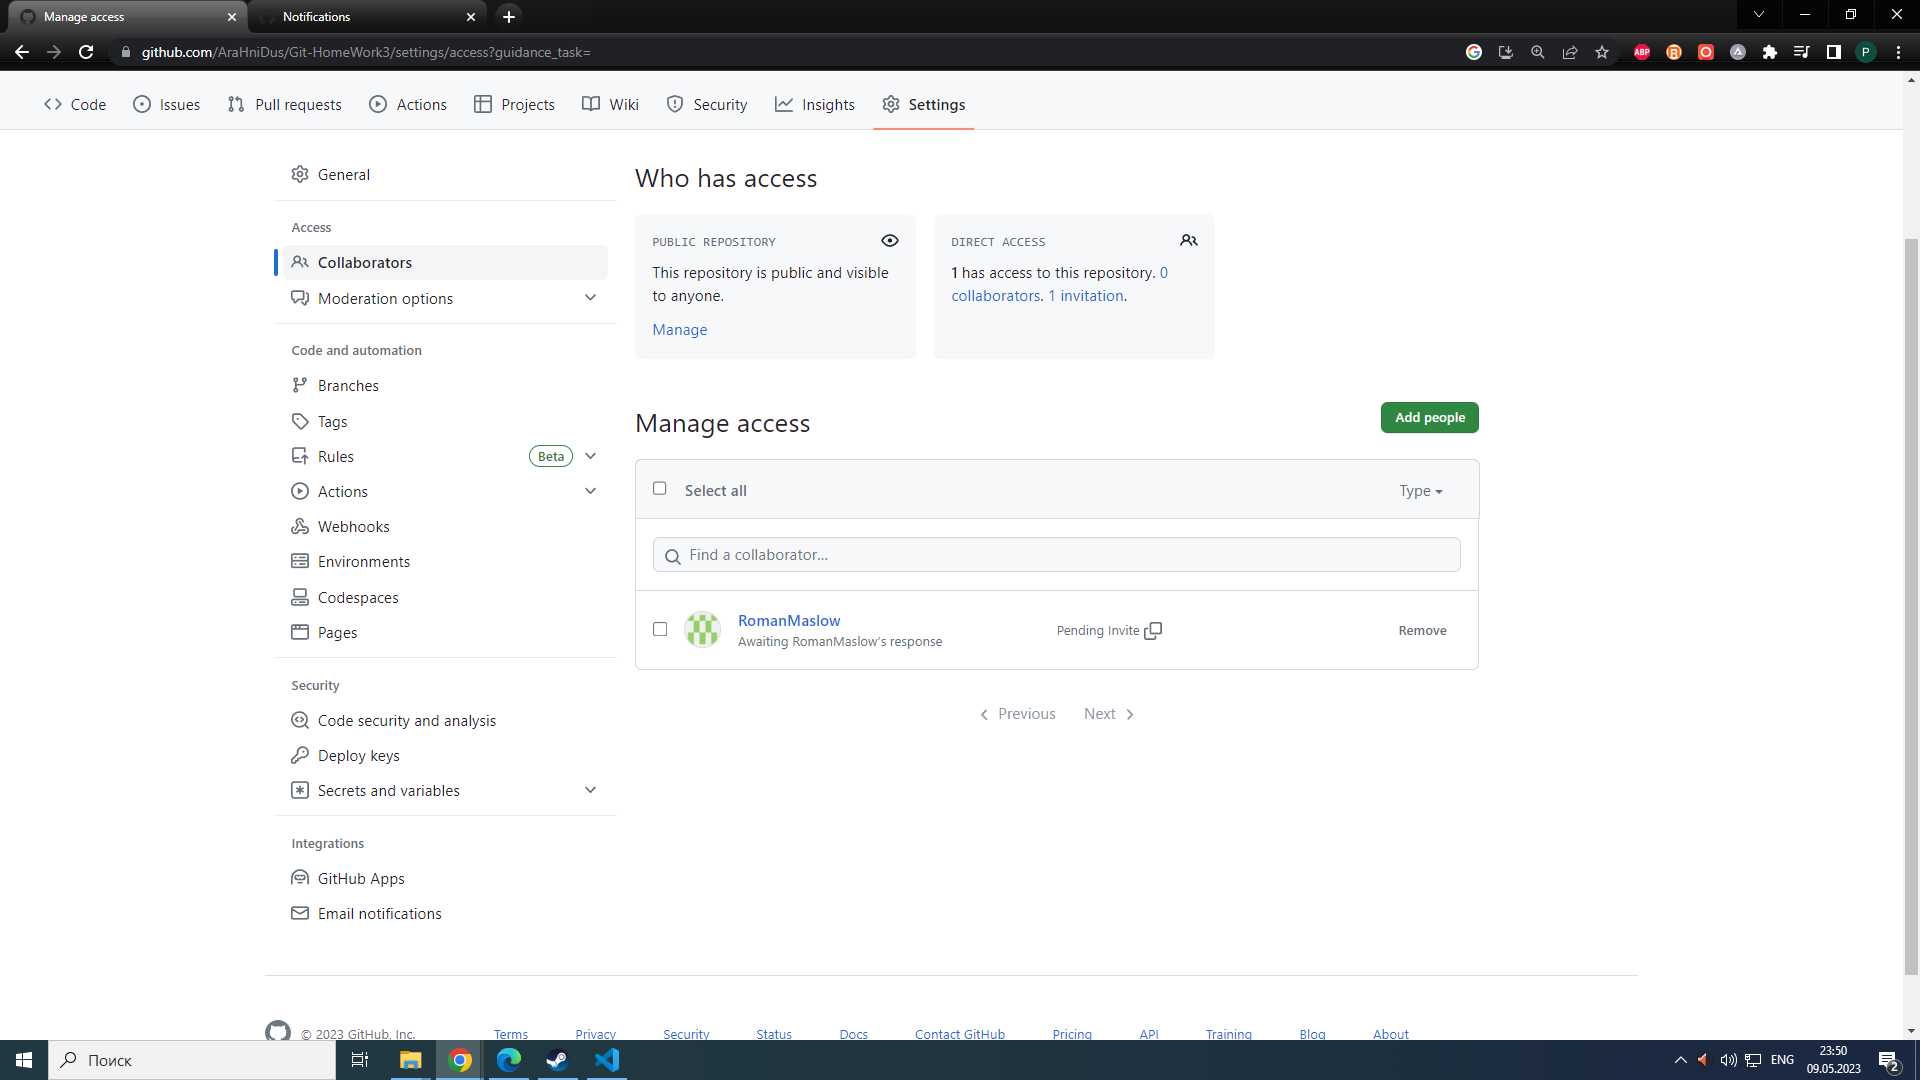 Manage access
Notifications
github.com/AraHniDus/Git-HomeWork3/settings/access?guidance_task=
ABP
P
Code
Issues
Pull requests
Actions
Projects
Wiki
Security
Insights
Settings
General
Access
Collaborators
Moderation options
Code and automation
Branches
Tags
Rules
Beta
Actions
Webhooks
Environments
Codespaces
Pages
Security
Code security and analysis
Deploy keys
Secrets and variables
Integrations
GitHub Apps
Email notifications
Who has access
PUBLIC REPOSITORY
This repository is public and visible
to anyone.
Manage
DIRECT ACCESS
1 has access to this repository. 0
collaborators. 1 invitation.
Manage access
Add people
Select all
Type
Find a collaborator...
RomanMaslow
Awaiting RomanMaslow's response
Pending Invite
Remove
Previous
Next
© 2023 GitHub, Inc.
Terms
Privacy
Security
Status
Docs
Contact GitHub
Pricing
API
Training
Blog
About
Поиск
ENG
23:50
09.05.2023
2